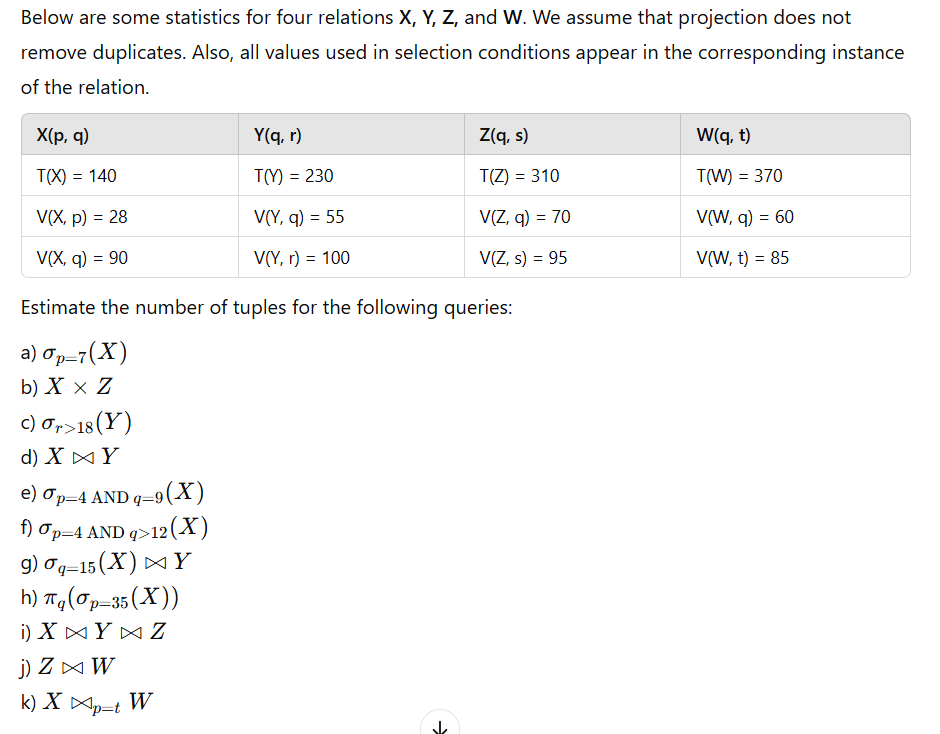 Below are some statistics for four relations X, Y, Z, and W. We assume that projection does not
remove duplicates. Also, all values used in selection conditions appear in the corresponding instance
of the relation.
X(p, q) Y(q, r) Z(q, s) W(q, t)
T(X) = 140 T(Y) = 230 T(Z) = 310 T(W) = 370
V(X, p) = 28 V(Y, q) = 55 V(Z, q) = 70 V(W, q) = 60
V(X, q) = 90 V(Y, r) = 100 V(Z, s) = 95 V(W, t) = 85
Estimate the number of tuples for the following queries:
a) σp=7(X)
b) X × Z
c) σr>18(Y)
d) X ⋈ Y
e) σp=4 AND q=9(X)
f) σp=4 AND q>12(X)
g) σq=15(X) ⋈ Y
h) πq(σp=35(X))
i) X ⋈ Y ⋈ Z
j) Z ⋈ W
k) X ⋈p=t W